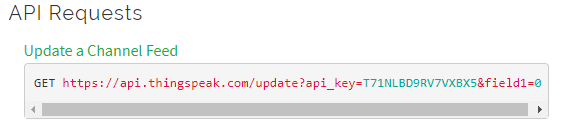 API Requests
Update a Channel Feed
GET https://api.thingspeak.com/update?api_key=T71NLBD9RV7VXBX5&field1=0